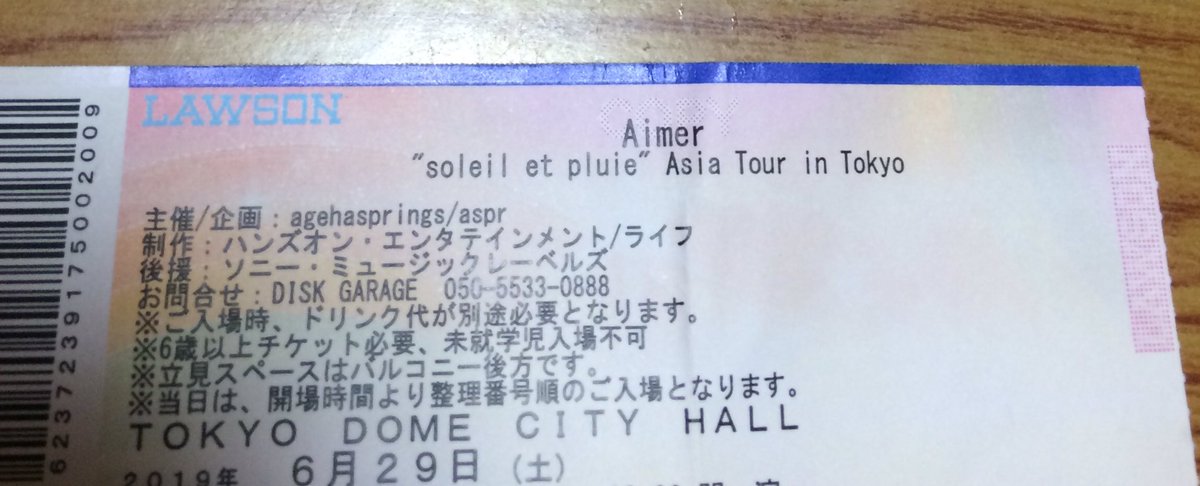 LAWSON
COPY
Aimer
"soleil et pluie" Asia Tour in Tokyo
主催/企画：agehasprings/aspr
制作：ハンズオン・エンタテインメント/ライフ
後援：ソニー・ミュージックレーベルズ
お問合せ：DISK GARAGE 050-5533-0888
※ご入場時、ドリンク代が別途必要となります。
※6歳以上チケット必要、未就学児入場不可
※立見スペースはバルコニー後方です。
※当日は、開場時間より整理番号順のご入場となります。
TOKYO DOME CITY HALL
2019年 6月29日（土）
6237239175002009